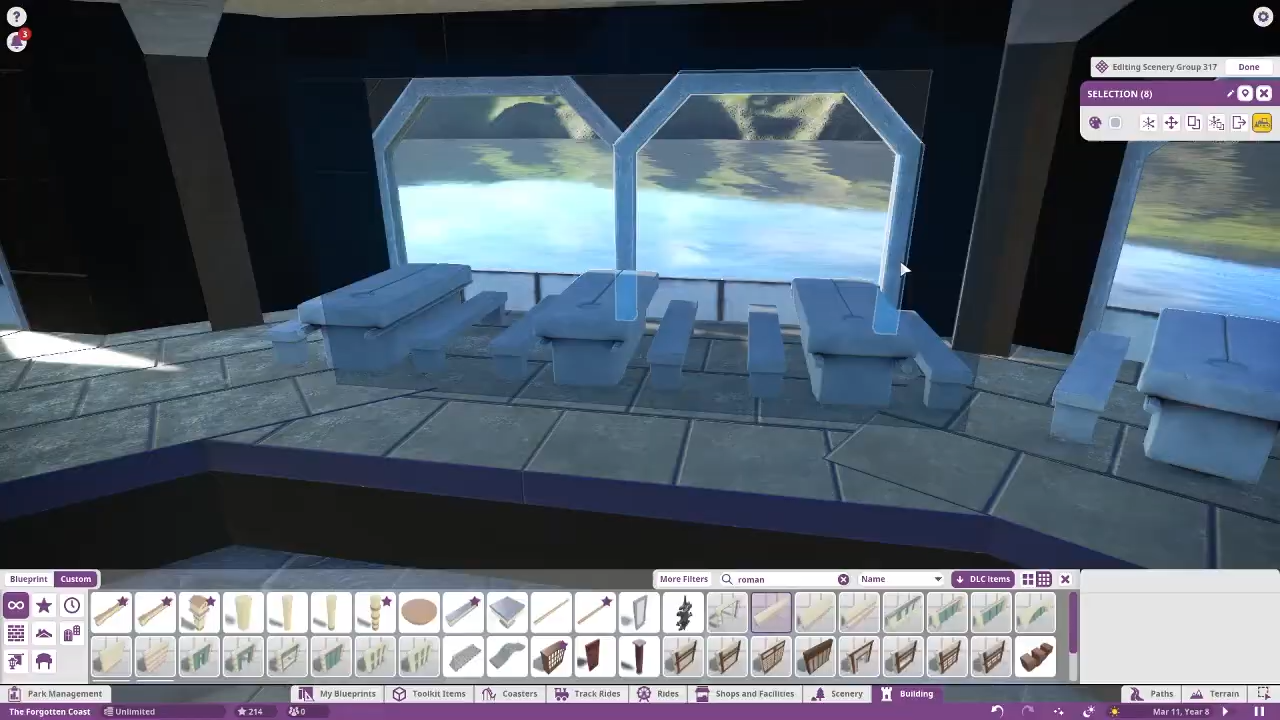 ?
3
Editing Scenery Group 317 Done
SELECTION (8)
Blueprint Custom
More Filters roman Name DLC Items
Park Management My Blueprints Toolkit Items Coasters Track Rides Rides Shops and Facilities Scenery Building Paths Terrain
The Forgotten Coast Unlimited 214 0 Mar 11, Year 8